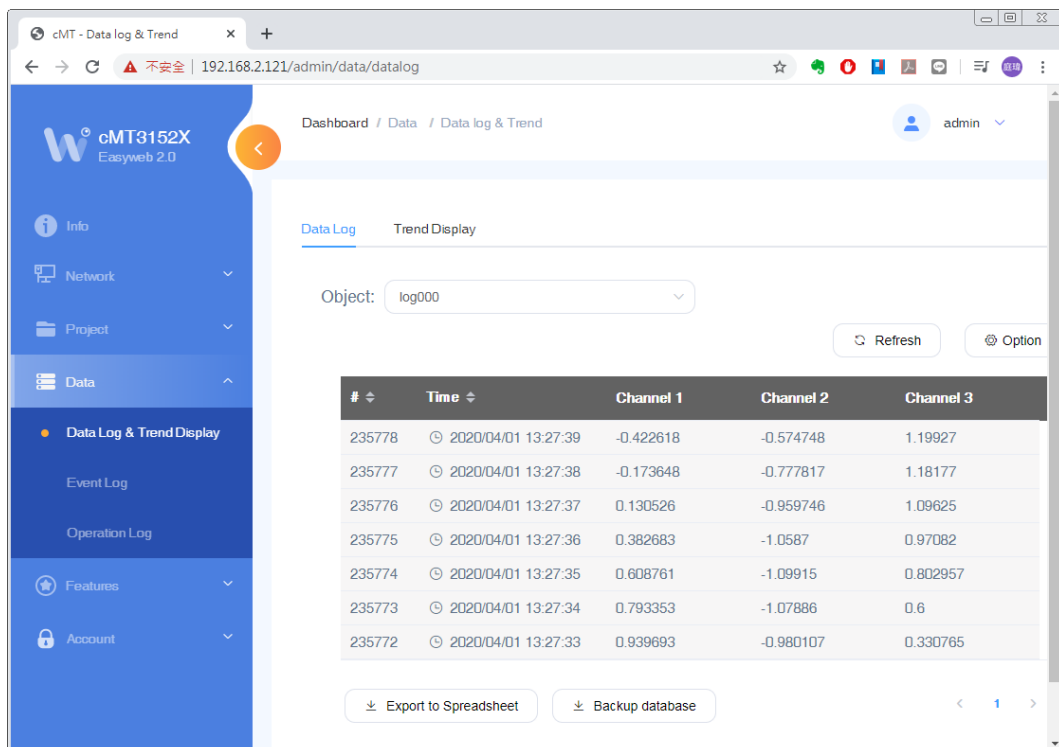 cMT - Data log & Trend
不安全 | 192.168.2.121/admin/data/datalog
cMT3152X
Easyweb 2.0
Dashboard / Data / Data log & Trend
admin
Info
Network
Project
Data
Data Log & Trend Display
Event Log
Operation Log
Features
Account
Data Log Trend Display
Object: log000
Refresh Option
# Time Channel 1 Channel 2 Channel 3
235778 2020/04/01 13:27:39 -0.422618 -0.574748 1.19927
235777 2020/04/01 13:27:38 -0.173648 -0.777817 1.18177
235776 2020/04/01 13:27:37 0.130526 -0.959746 1.09625
235775 2020/04/01 13:27:36 0.382683 -1.0587 0.97082
235774 2020/04/01 13:27:35 0.608761 -1.09915 0.802957
235773 2020/04/01 13:27:34 0.793353 -1.07886 0.6
235772 2020/04/01 13:27:33 0.939693 -0.980107 0.330765
Export to Spreadsheet Backup database
1